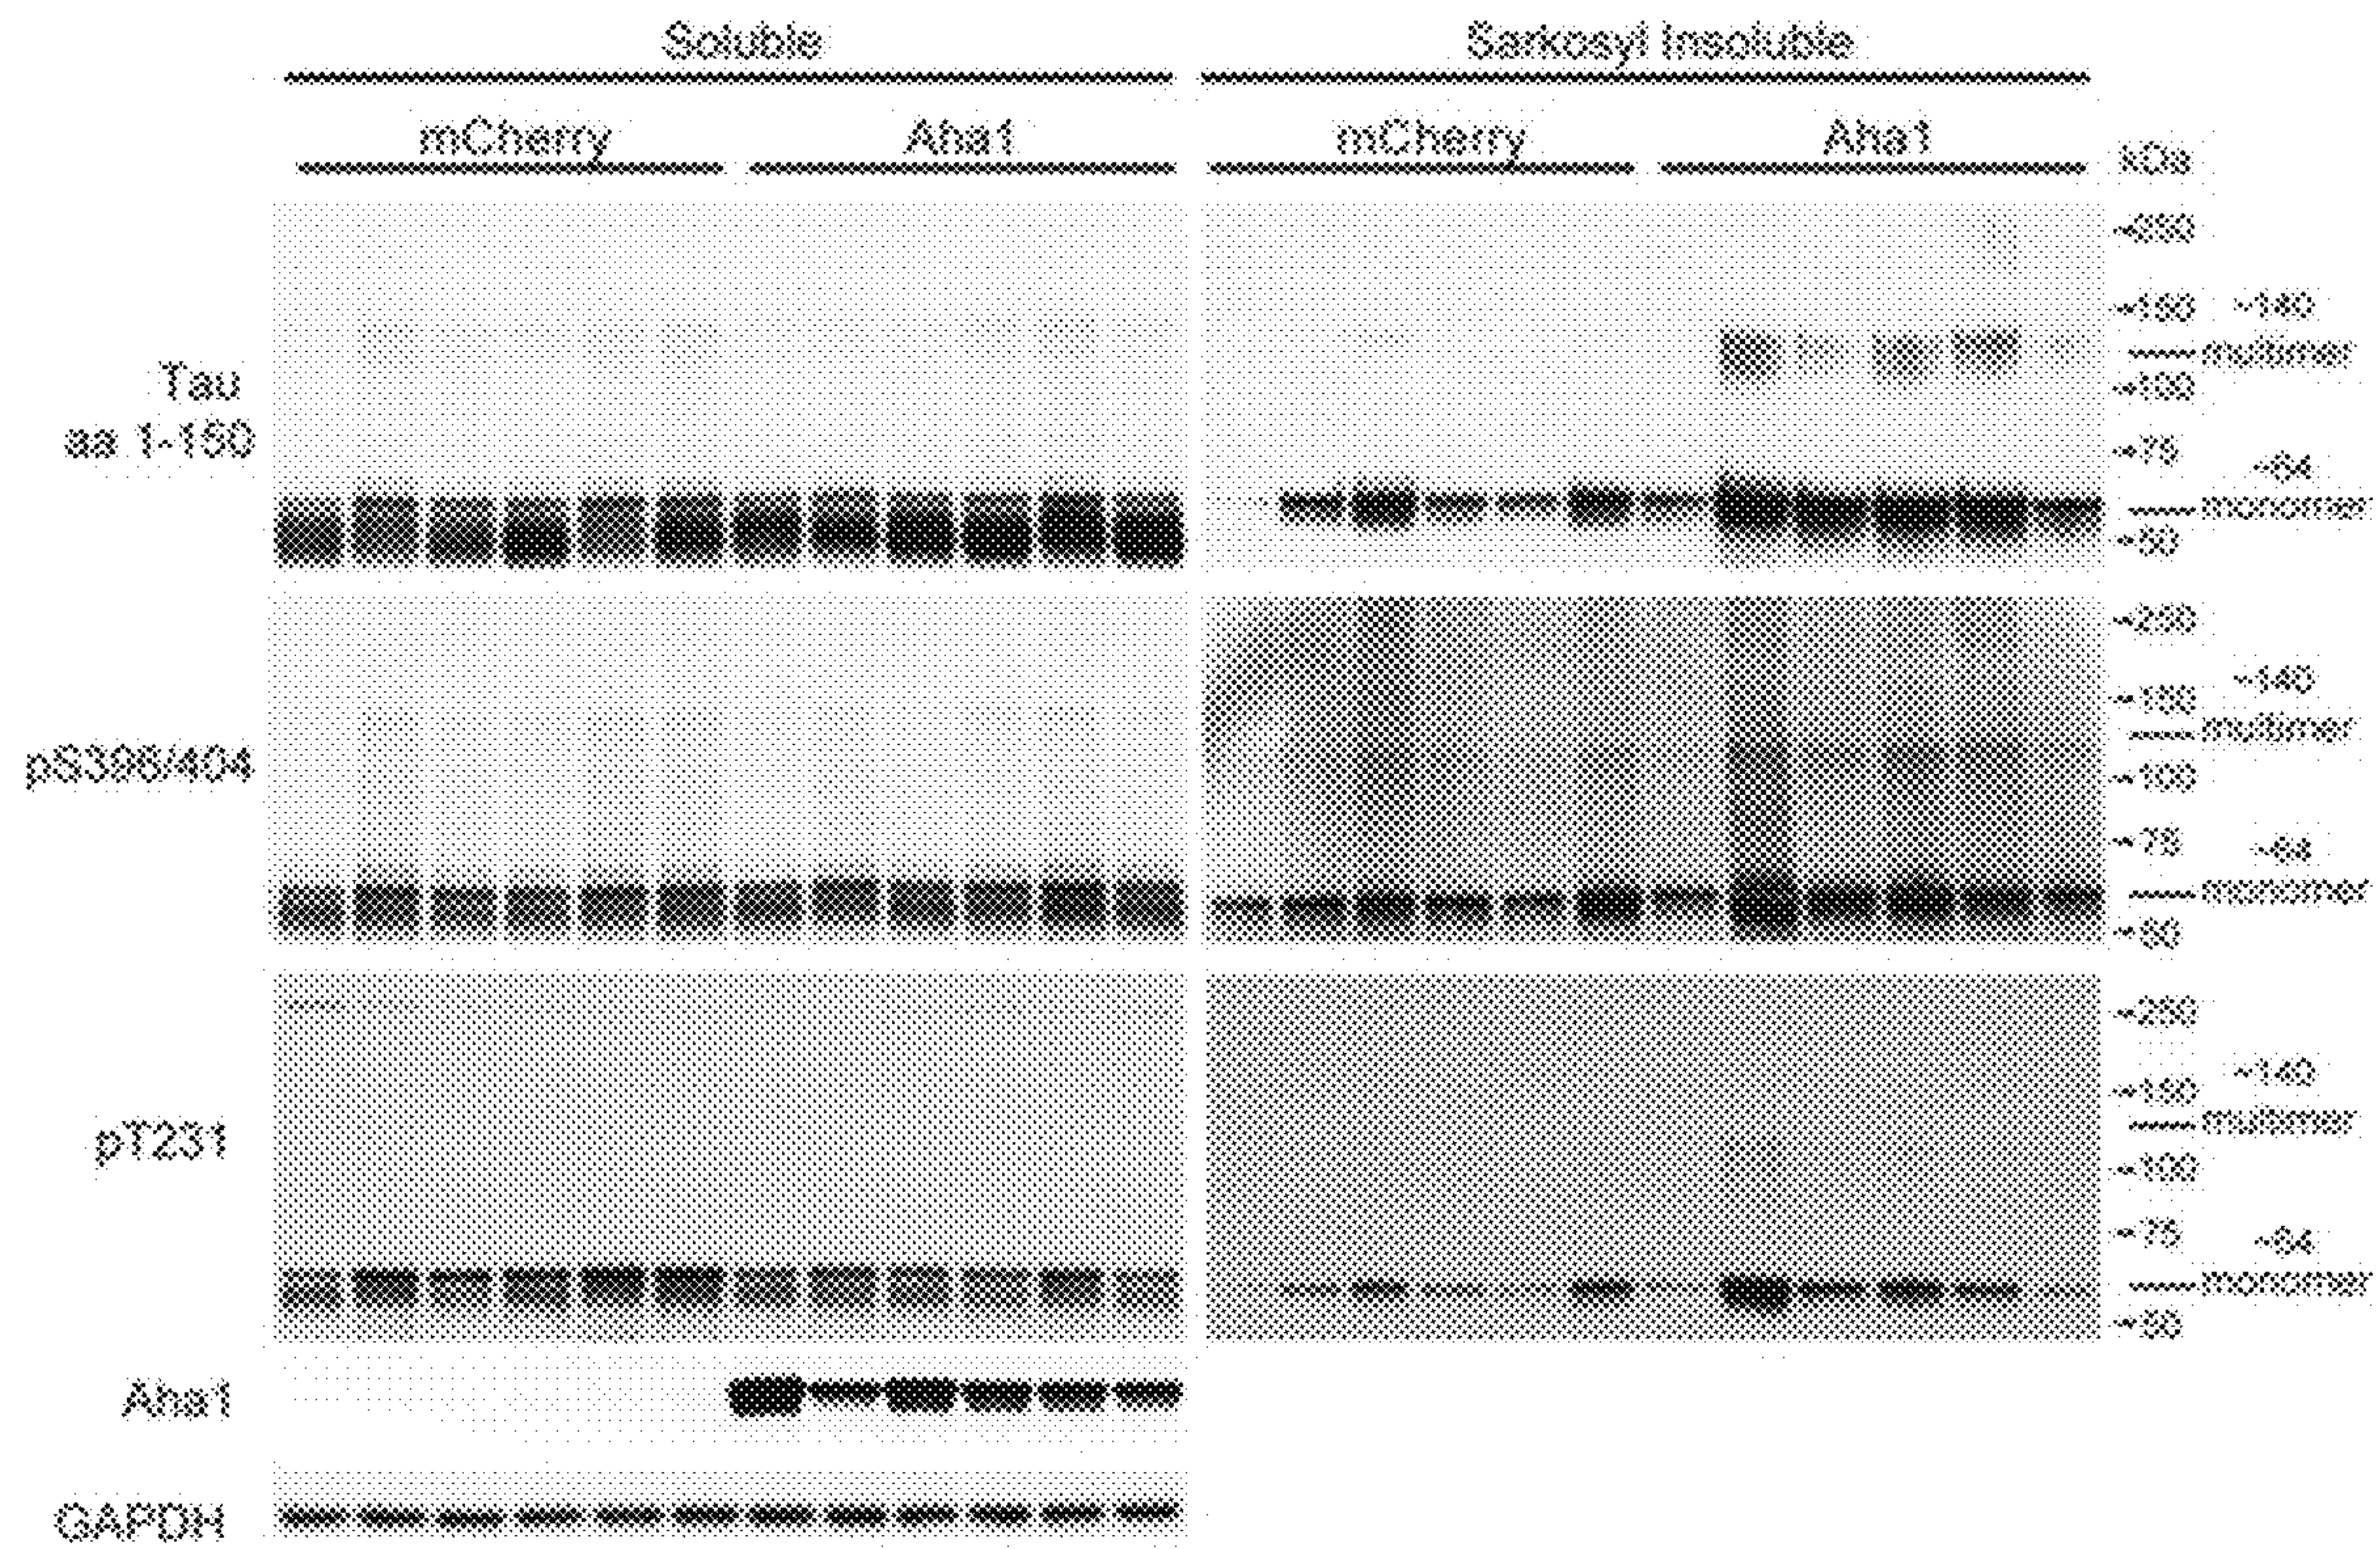 Soluble Sarkosyl Insoluble
mCherry Aha1 mCherry Aha1 kDa
Tau
aa 1-150
-250
-150 ~140
multimer
-100
-75 ~64
monomer
-50
pS396/404
-250
-150 ~140
multimer
-100
-75 ~64
monomer
-50
pT231
-250
-150 ~140
multimer
-100
-75 ~64
monomer
-50
Aha1
GAPDH